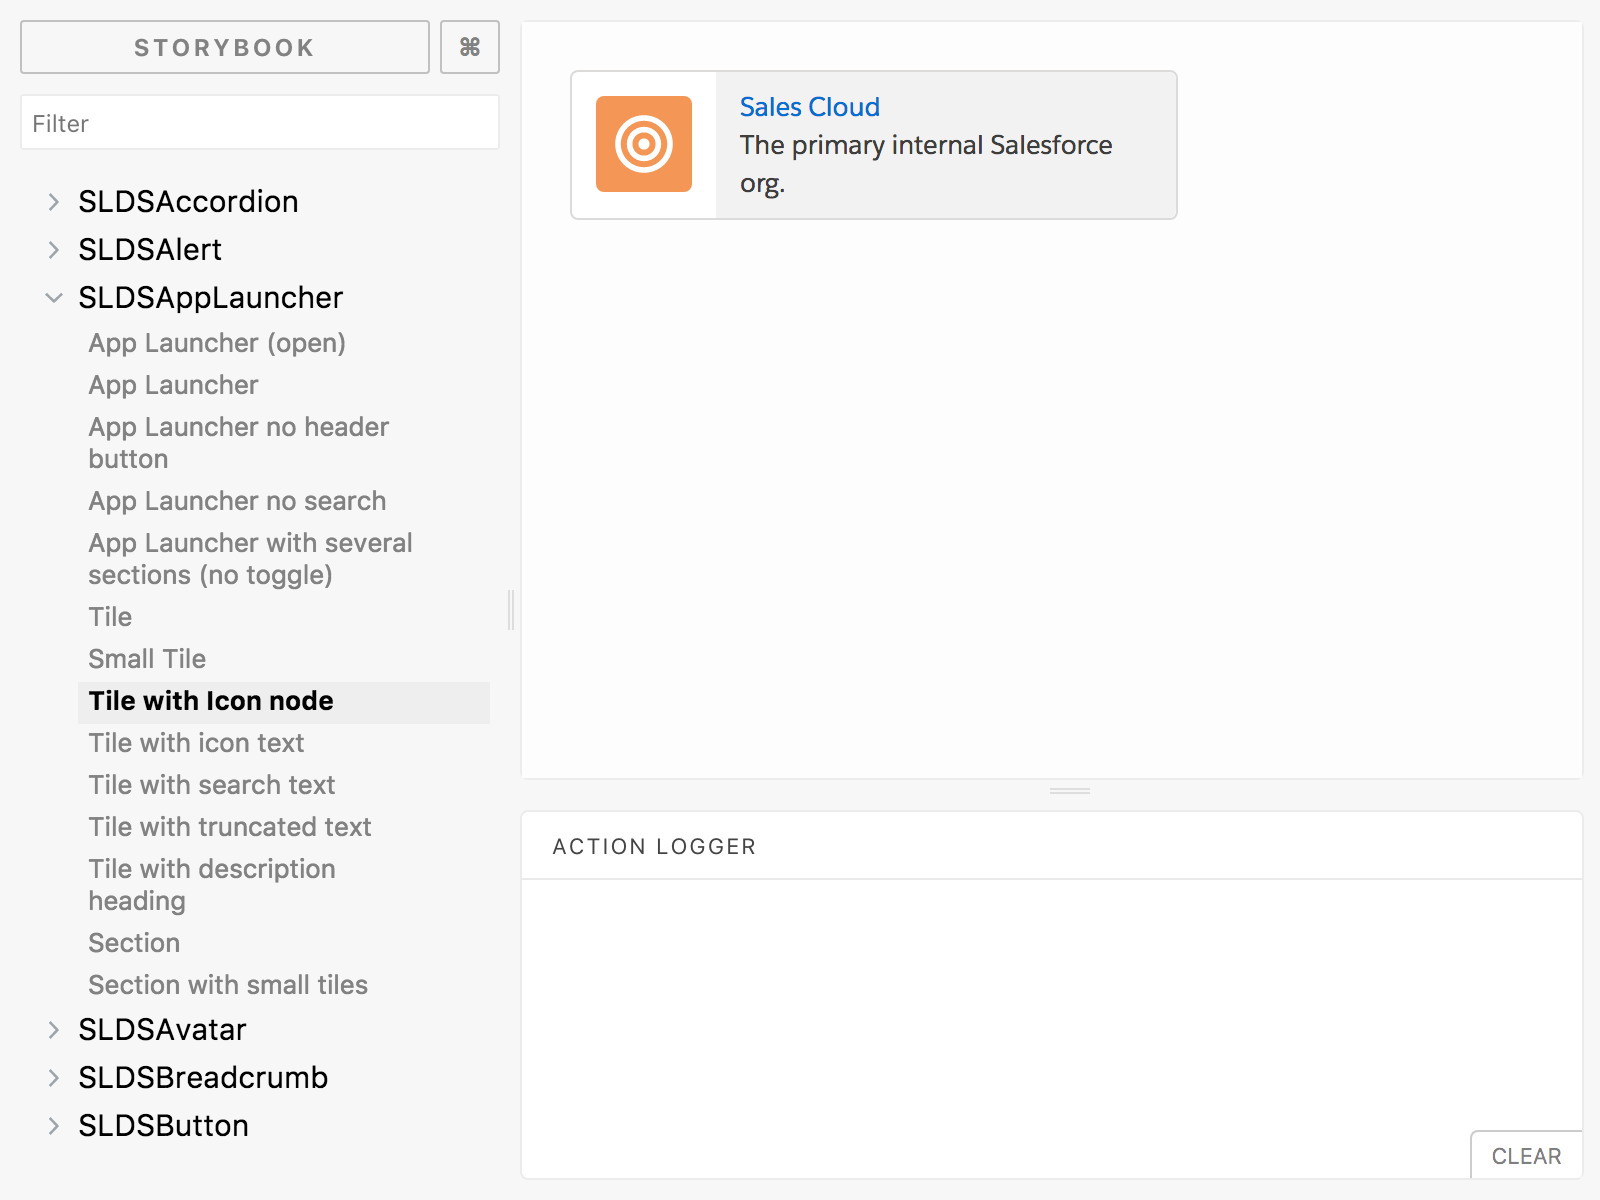 STORYBOOK
⌘
Filter
SLDSAccordion
SLDSAlert
SLDSAppLauncher
App Launcher (open)
App Launcher
App Launcher no header
button
App Launcher no search
App Launcher with several
sections (no toggle)
Tile
Small Tile
Tile with Icon node
Tile with icon text
Tile with search text
Tile with truncated text
Tile with description
heading
Section
Section with small tiles
SLDSAvatar
SLDSBreadcrumb
SLDSButton
Sales Cloud
The primary internal Salesforce
org.
ACTION LOGGER
CLEAR